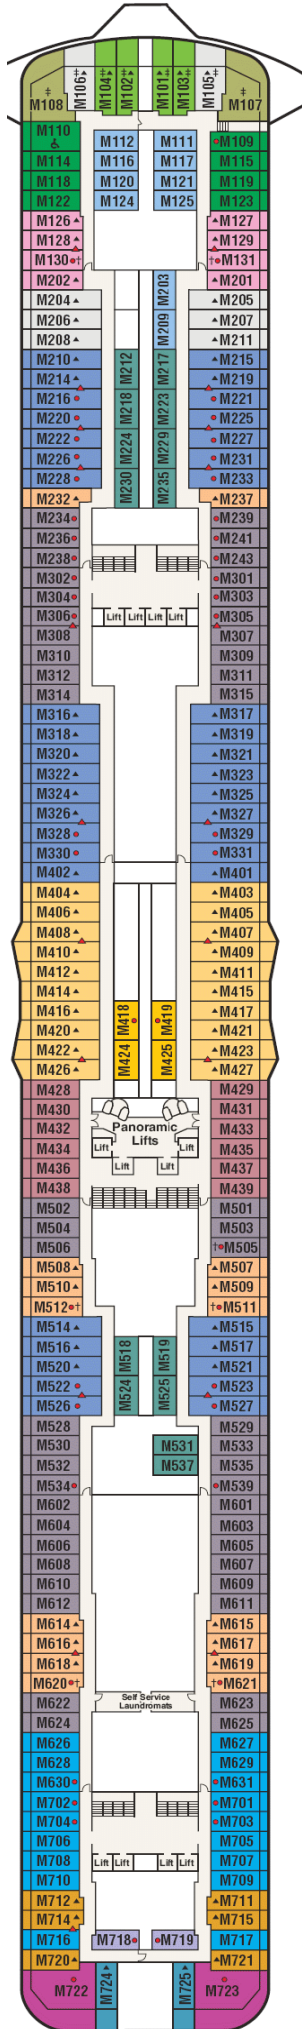 M108 M106‡▲ M104‡▲ M102‡▲ M101‡‡ M103‡▲ M105▲ M107
M110 M112 M111 M109
M114 M116 M117 M115
M118 M120 M121 M119
M122 M124 M125 M123
M126 M127
M128 M129
M130 † † M131
M202 M203 M201
M204 M205
M206 M209 M207
M208 M211
M210 M212 M217 M215
M214 M219
M216 M218 M223 M221
M220 M225
M222 M224 M229 M227
M226 M231
M228 M230 M235 M233
M232 M237
M234 M239
M236 M241
M238 M243
M302 M301
M304 M303
M306 Lift Lift Lift Lift M305
M308 M307
M310 M309
M312 M311
M314 M315
M316 M317
M318 M319
M320 M321
M322 M323
M324 M325
M326 M327
M328 M329
M330 M331
M402 M401
M404 M403
M406 M405
M408 M407
M410 M409
M412 M411
M414 M415
M416 M418 M419 M417
M420 M421
M422 M424 M425 M423
M426 M427
M428 M429
M430 M431
M432 Panoramic M433
Lifts
M434 Lift Lift M435
M436 Lift Lift M437
M438 M439
M502 M501
M504 M503
M506 † M505
M508 M507
M510 M509
M512 † † M511
M514 M515
M516 M518 M519 M517
M520 M521
M522 M524 M525 M523
M526 M527
M528 M529
M530 M531 M533
M532 M537 M535
M534 M539
M602 M601
M604 M603
M606 M605
M608 M607
M610 M609
M612 M611
M614 M615
M616 M617
M618 M619
M620 † † M621
M622 Self Service M623
Laundromats
M624 M625
M626 M627
M628 M629
M630 M631
M702 M701
M704 M703
M706 M705
M708 Lift Lift Lift Lift M707
M710 M709
M712 M711
M714 M715
M716 M718 M719 M717
M720 M721
M722 M724 M725 M723